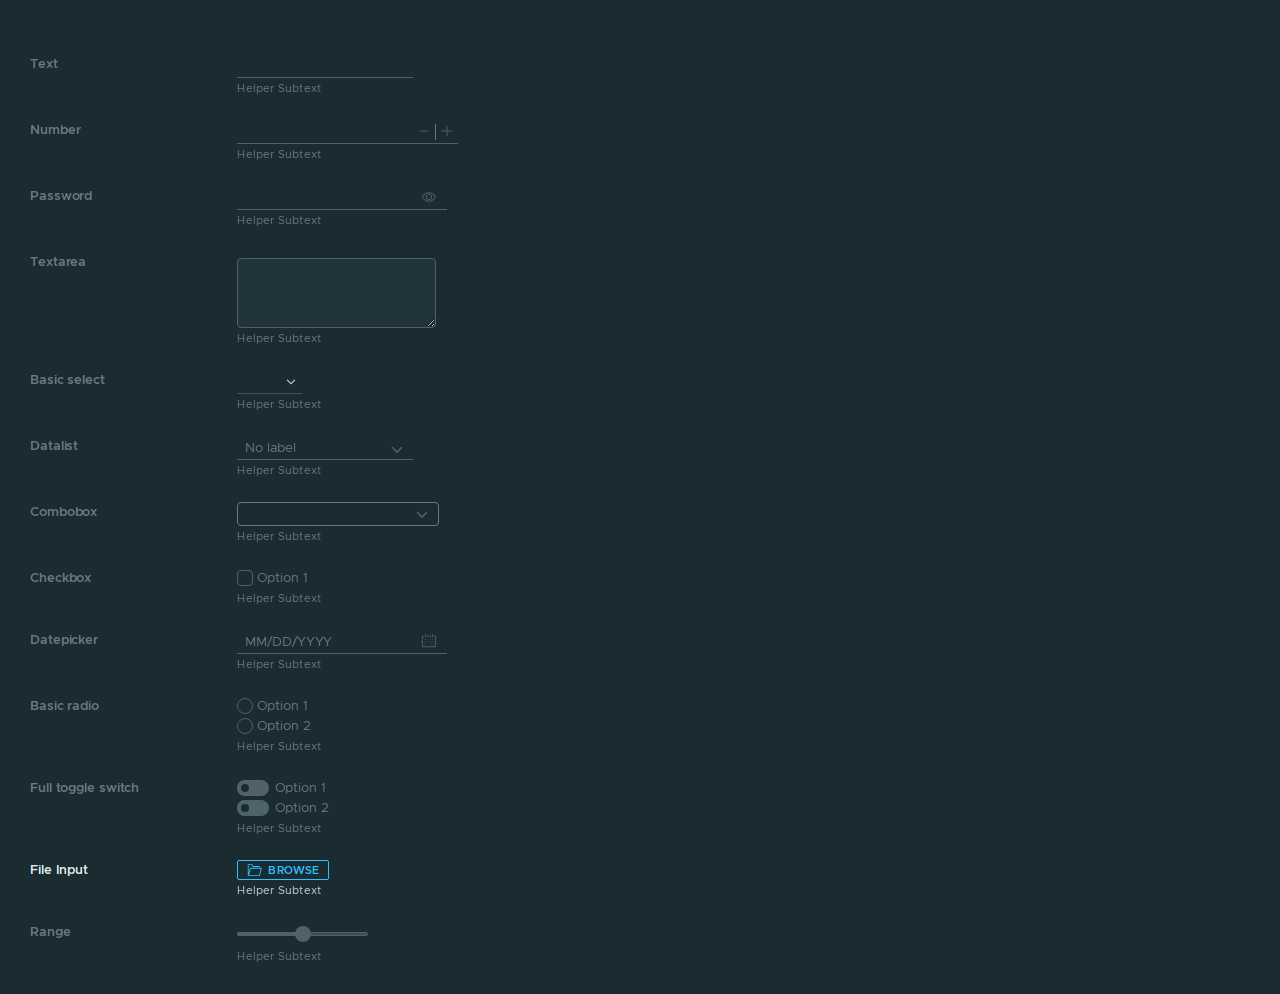 Text
Helper Subtext
Number
Helper Subtext
Password
Helper Subtext
Textarea
Helper Subtext
Basic select
Helper Subtext
Datalist
No label
Helper Subtext
Combobox
Helper Subtext
Checkbox
Option 1
Helper Subtext
Datepicker
MM/DD/YYYY
Helper Subtext
Basic radio
Option 1
Option 2
Helper Subtext
Full toggle switch
Option 1
Option 2
Helper Subtext
File Input
BROWSE
Helper Subtext
Range
Helper Subtext